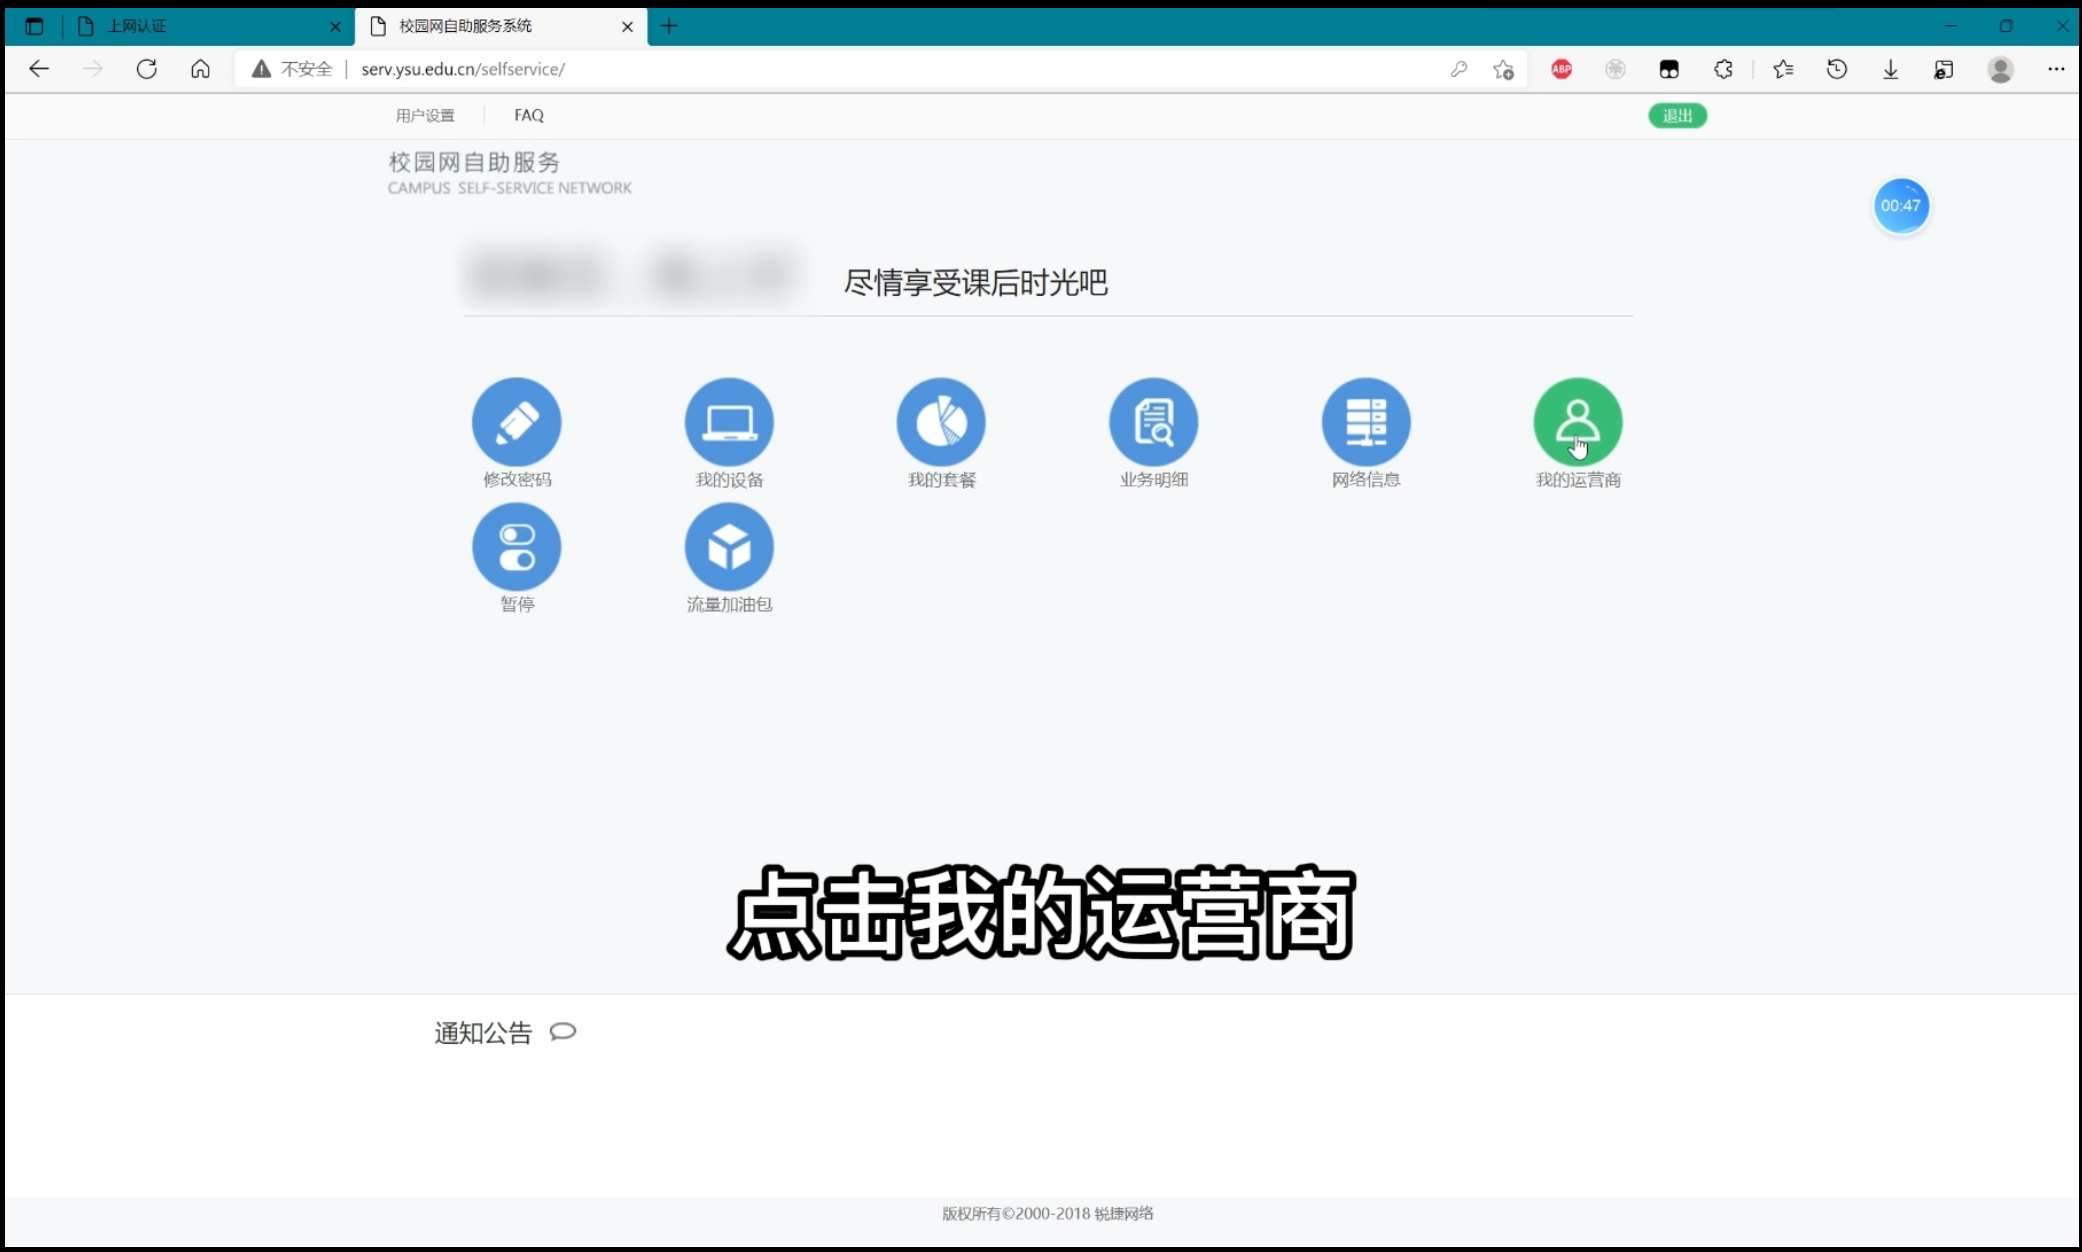 上网认证
校园网自助服务系统
不安全
serv.ysu.edu.cn/selfservice/
ABP
用户设置
FAQ
退出
校园网自助服务
CAMPUS SELF-SERVICE NETWORK
00:47
尽情享受课后时光吧
修改密码
我的设备
我的套餐
业务明细
网络信息
我的运营商
暂停
流量加油包
点击我的运营商
通知公告
版权所有©2000-2018 锐捷网络